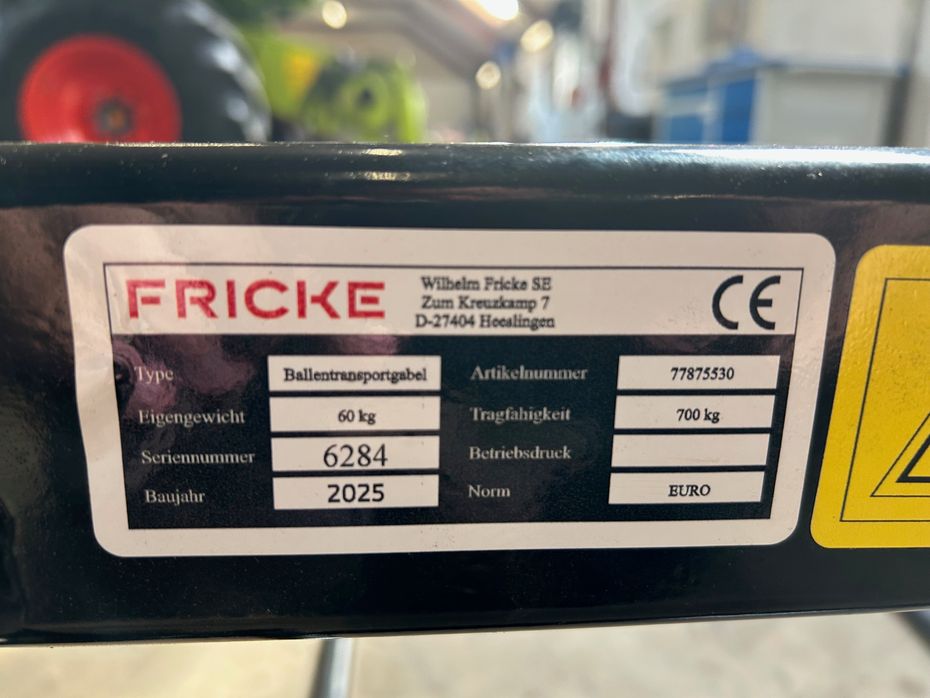 FRICKE
Wilhelm Fricke SE
Zum Kreuzkamp 7
D-27404 Heeslingen
CE
Type Ballentransportgabel Artikelnummer 77875530
Eigengewicht 60 kg Tragfähigkeit 700 kg
Seriennummer 6284 Betriebsdruck
Baujahr 2025 Norm EURO